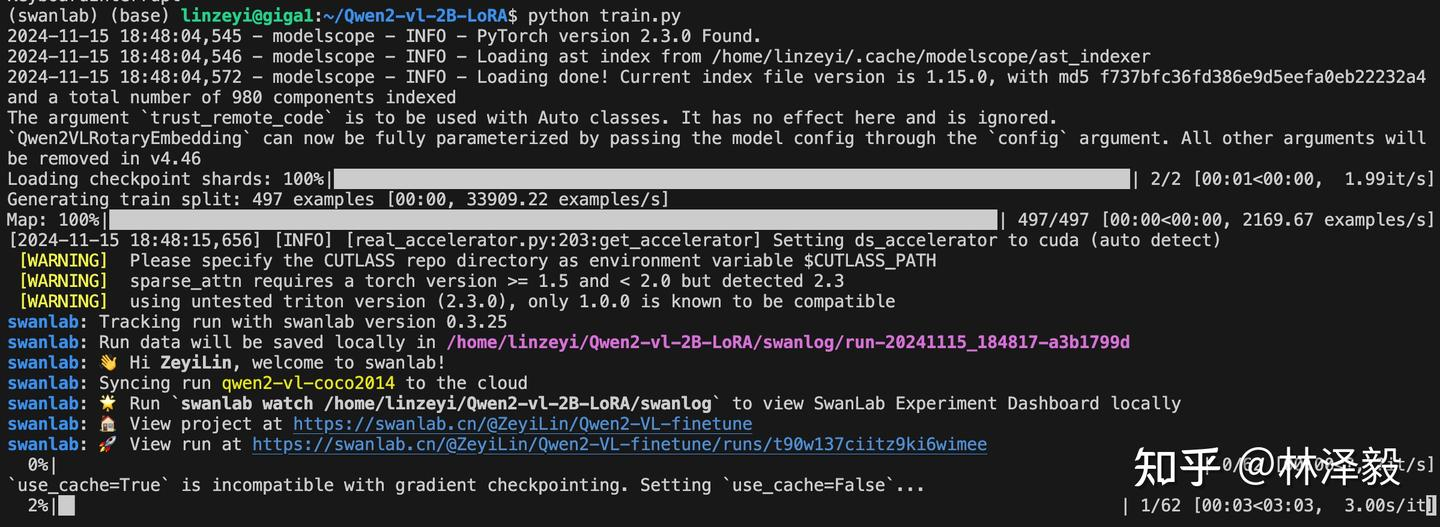 (swanlab) (base) linzeyi@giga1:~/Qwen2-vl-2B-LoRA$ python train.py
2024-11-15 18:48:04,545 - modelscope - INFO - PyTorch version 2.3.0 Found.
2024-11-15 18:48:04,546 - modelscope - INFO - Loading ast index from /home/linzeyi/.cache/modelscope/ast_indexer
2024-11-15 18:48:04,572 - modelscope - INFO - Loading done! Current index file version is 1.15.0, with md5 f737bfc36fd386e9d5eefa0eb22232a4
and a total number of 980 components indexed
The argument `trust_remote_code` is to be used with Auto classes. It has no effect here and is ignored.
`Qwen2VLRotaryEmbedding` can now be fully parameterized by passing the model config through the `config` argument. All other arguments will
be removed in v4.46
Loading checkpoint shards: 100%| | 2/2 [00:01<00:00, 1.99it/s]
Generating train split: 497 examples [00:00, 33909.22 examples/s]
Map: 100%| | 497/497 [00:00<00:00, 2169.67 examples/s]
[2024-11-15 18:48:15,656] [INFO] [real_accelerator.py:203:get_accelerator] Setting ds_accelerator to cuda (auto detect)
[WARNING] Please specify the CUTLASS repo directory as environment variable $CUTLASS_PATH
[WARNING] sparse_attn requires a torch version >= 1.5 and < 2.0 but detected 2.3
[WARNING] using untested triton version (2.3.0), only 1.0.0 is known to be compatible
swanlab: Tracking run with swanlab version 0.3.25
swanlab: Run data will be saved locally in /home/linzeyi/Qwen2-vl-2B-LoRA/swanlog/run-20241115_184817-a3b1799d
swanlab: 👋 Hi ZeyiLin, welcome to swanlab!
swanlab: Syncing run qwen2-vl-coco2014 to the cloud
swanlab: 🌟 Run `swanlab watch /home/linzeyi/Qwen2-vl-2B-LoRA/swanlog` to view SwanLab Experiment Dashboard locally
swanlab: 🏠 View project at https://swanlab.cn/@ZeyiLin/Qwen2-VL-finetune
swanlab: 🚀 View run at https://swanlab.cn/@ZeyiLin/Qwen2-VL-finetune/runs/t90w137ciitz9ki6wimee
0%| | 0/62 it/s]
知乎 @林泽毅
`use_cache=True` is incompatible with gradient checkpointing. Setting `use_cache=False`...
2%| | 1/62 [00:03<03:03, 3.00s/it]